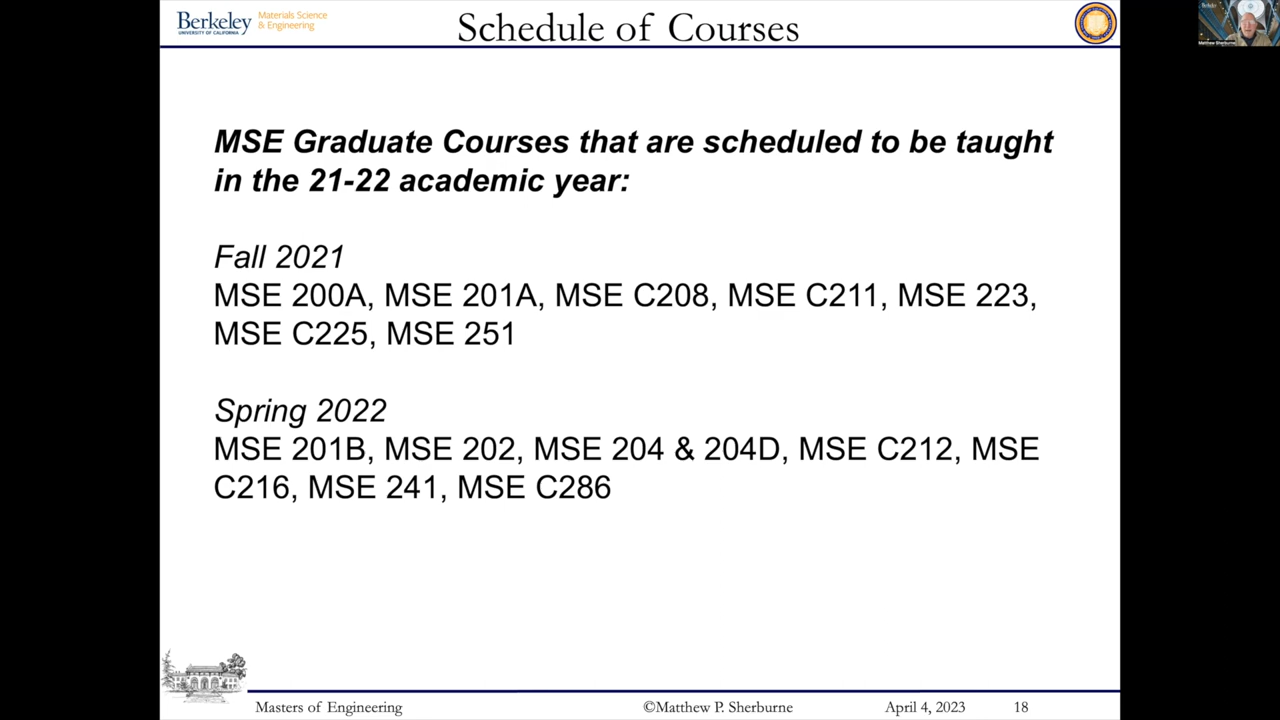 Berkeley
UNIVERSITY OF CALIFORNIA
Materials Science
& Engineering
Schedule of Courses
Berkeley
Matthew Sherburne
MSE Graduate Courses that are scheduled to be taught
in the 21-22 academic year:
Fall 2021
MSE 200A, MSE 201A, MSE C208, MSE C211, MSE 223,
MSE C225, MSE 251
Spring 2022
MSE 201B, MSE 202, MSE 204 & 204D, MSE C212, MSE
C216, MSE 241, MSE C286
Masters of Engineering
©Matthew P. Sherburne
April 4, 2023
18